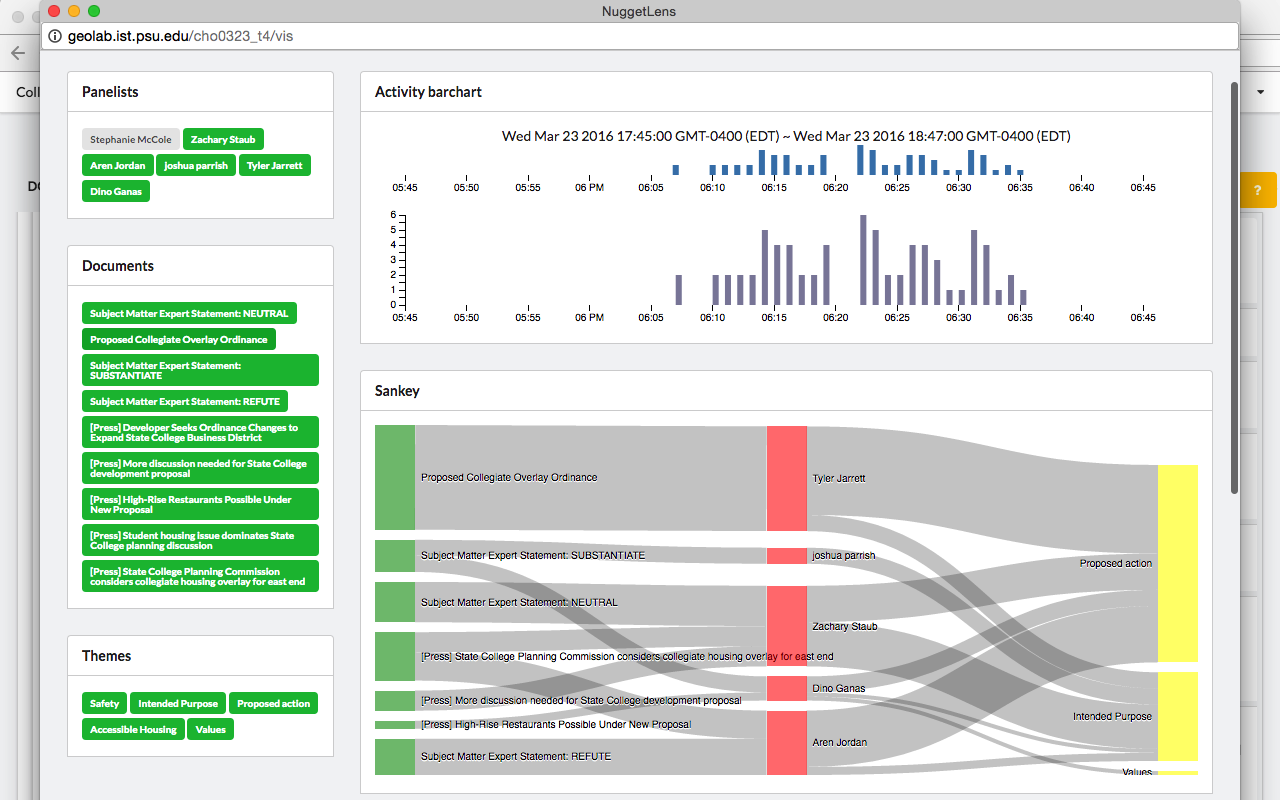 NuggetLens
geolab.ist.psu.edu/cho0323_t4/vis
Coll
?
Panelists
Stephanie McCole
Zachary Staub
Aren Jordan
joshua parrish
Tyler Jarrett
Dino Ganas
Documents
Subject Matter Expert Statement: NEUTRAL
Proposed Collegiate Overlay Ordinance
Subject Matter Expert Statement:
SUBSTANTIATE
Subject Matter Expert Statement: REFUTE
[Press] Developer Seeks Ordinance Changes to
Expand State College Business District
[Press] More discussion needed for State College
development proposal
[Press] High-Rise Restaurants Possible Under
New Proposal
[Press] Student housing issue dominates State
College planning discussion
[Press] State College Planning Commission
considers collegiate housing overlay for east end
Themes
Safety
Intended Purpose
Proposed action
Accessible Housing
Values
Activity barchart
Wed Mar 23 2016 17:45:00 GMT-0400 (EDT) ~ Wed Mar 23 2016 18:47:00 GMT-0400 (EDT)
05:45 05:50 05:55 06 PM 06:05 06:10 06:15 06:20 06:25 06:30 06:35 06:40 06:45
6
5
4
3
2
1
0
05:45 05:50 05:55 06 PM 06:05 06:10 06:15 06:20 06:25 06:30 06:35 06:40 06:45
Sankey
Proposed Collegiate Overlay Ordinance
Tyler Jarrett
Subject Matter Expert Statement: SUBSTANTIATE
joshua parrish
Proposed action
Subject Matter Expert Statement: NEUTRAL
Zachary Staub
[Press] State College Planning Commission considers collegiate housing overlay for east end
Dino Ganas
[Press] More discussion needed for State College development proposal
Intended Purpose
[Press] High-Rise Restaurants Possible Under New Proposal
Aren Jordan
Subject Matter Expert Statement: REFUTE
Values